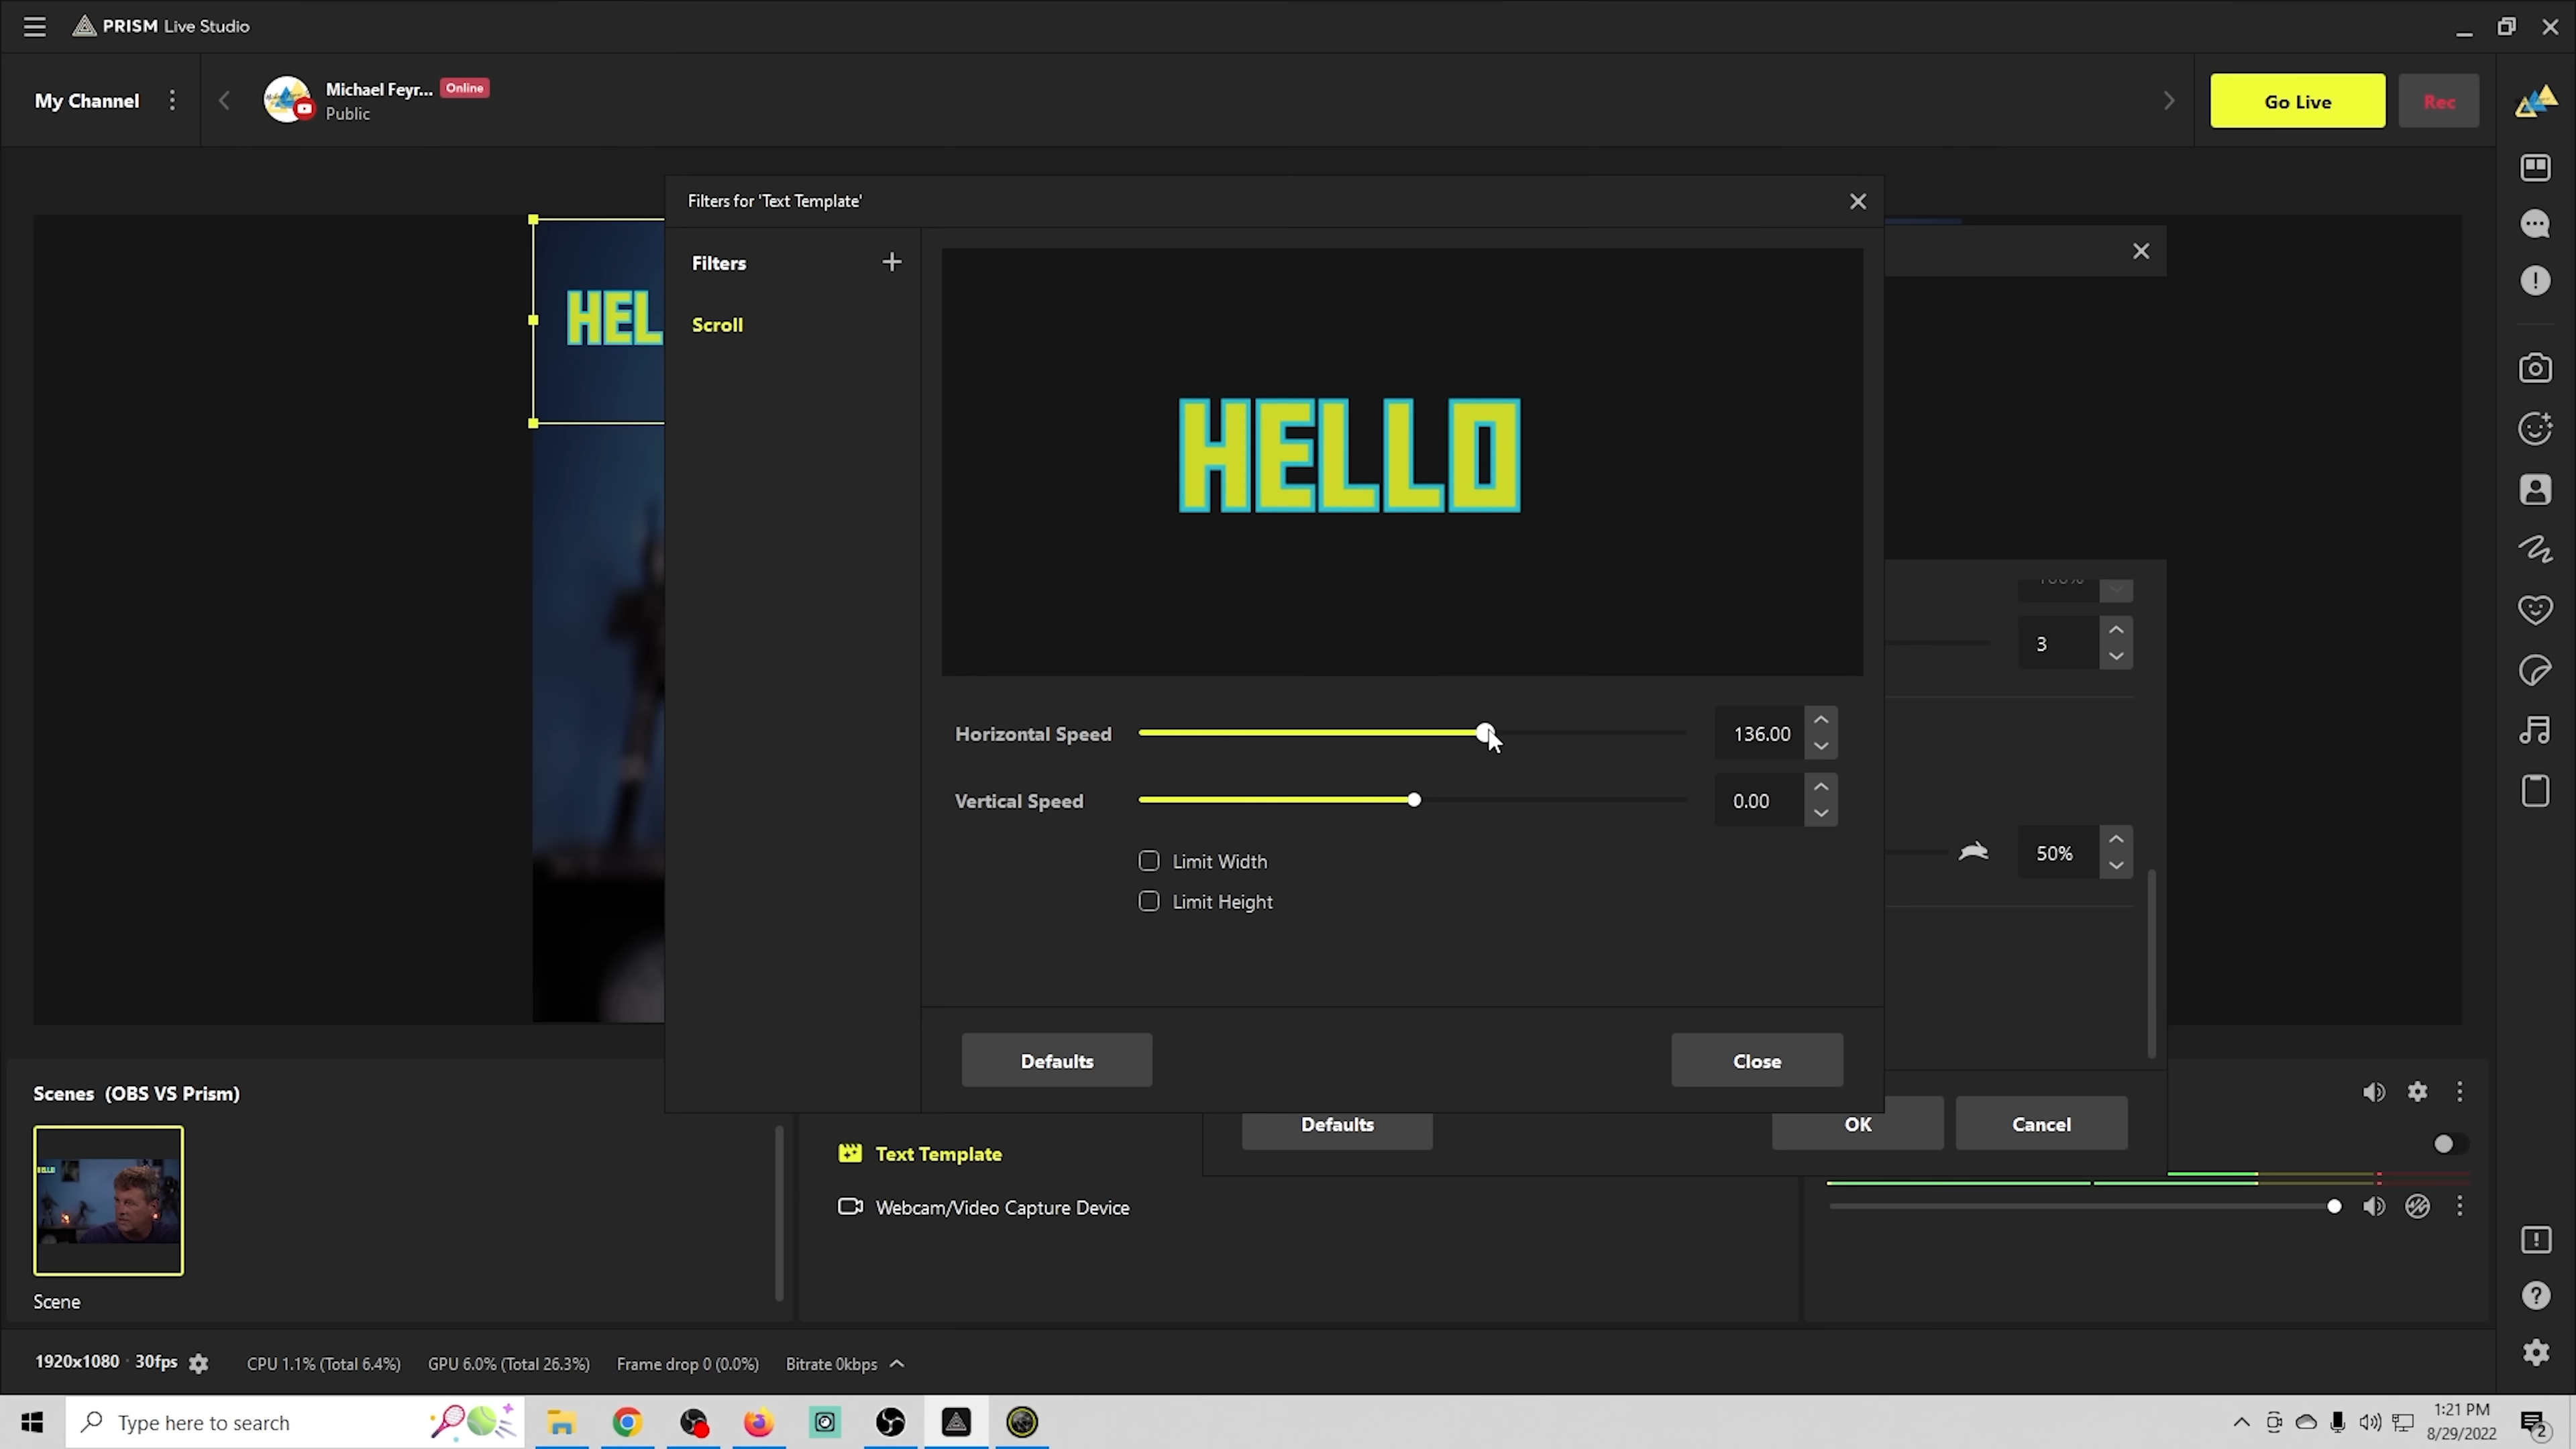 PRISM Live Studio
My Channel
Michael Feyr... Online
Public
Go Live
Rec
Filters for 'Text Template'
Filters
Scroll
HEL
HELLO
3
Horizontal Speed 136.00
Vertical Speed 0.00
50%
Limit Width
Limit Height
Defaults
Close
Scenes (OBS VS Prism)
HELLO
Defaults
OK
Cancel
Text Template
Webcam/Video Capture Device
Scene
1920x1080 · 30fps
CPU 1.1% (Total 6.4%)
GPU 6.0% (Total 26.3%)
Frame drop 0 (0.0%)
Bitrate 0kbps
Type here to search
1:21 PM
8/29/2022
2